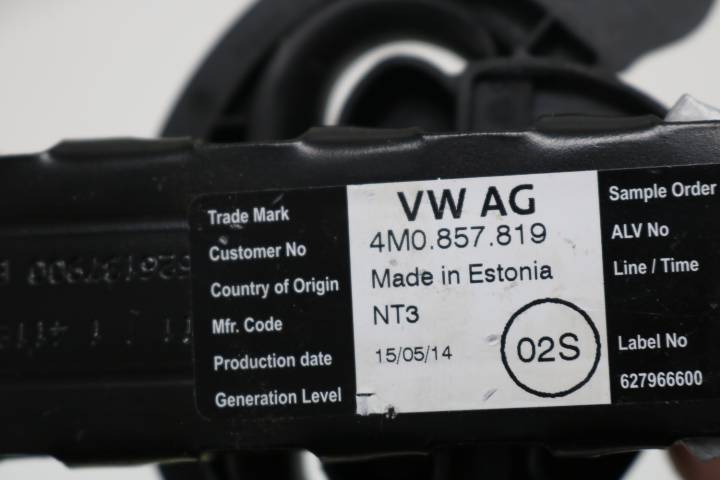 Trade Mark VW AG Sample Order
Customer No 4M0.857.819 ALV No
Country of Origin Made in Estonia Line / Time
Mfr. Code NT3
Production date 15/05/14 02S Label No
Generation Level 627966600